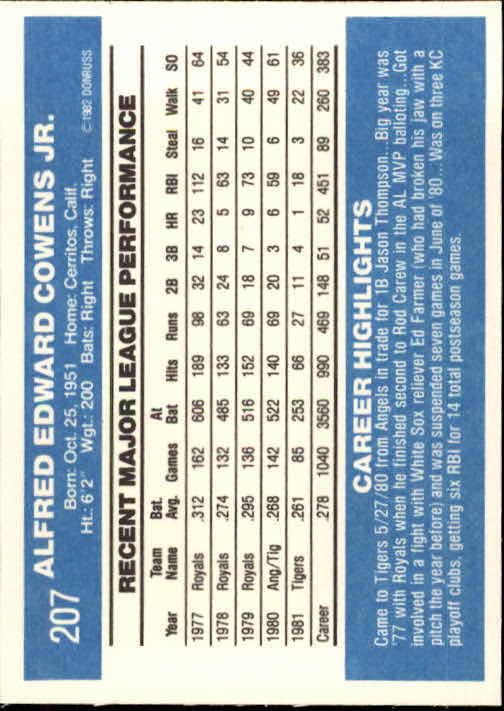 207 ALFRED EDWARD COWENS JR.
Born: Oct. 25, 1951 Home: Cerritos, Calif.
Ht.: 6'2" Wgt.: 200 Bats: Right Throws: Right © 1982 DONRUSS
RECENT MAJOR LEAGUE PERFORMANCE
Year Team Name Bat. Avg. Games At Bat Hits Runs 2B 3B HR RBI Steal Walk SO
1977 Royals .312 162 606 189 98 32 14 23 112 16 41 64
1978 Royals .274 132 485 133 63 24 8 5 63 14 31 54
1979 Royals .295 136 516 152 69 18 7 9 73 10 40 44
1980 Ang/Tig .268 142 522 140 69 20 3 6 59 6 49 61
1981 Tigers .261 85 253 66 27 11 4 1 18 3 22 36
Career .278 1040 3560 990 469 148 51 52 451 89 260 383
CAREER HIGHLIGHTS
Came to Tigers 5/27/80 from Angels in trade for 1B Jason Thompson...Big year was
'77 with Royals when he finished second to Rod Carew in the AL MVP balloting...Got
involved in a fight with White Sox reliever Ed Farmer (who had broken his jaw with a
pitch the year before) and was suspended seven games in June of '80...Was on three KC
playoff clubs, getting six RBI for 14 total postseason games.